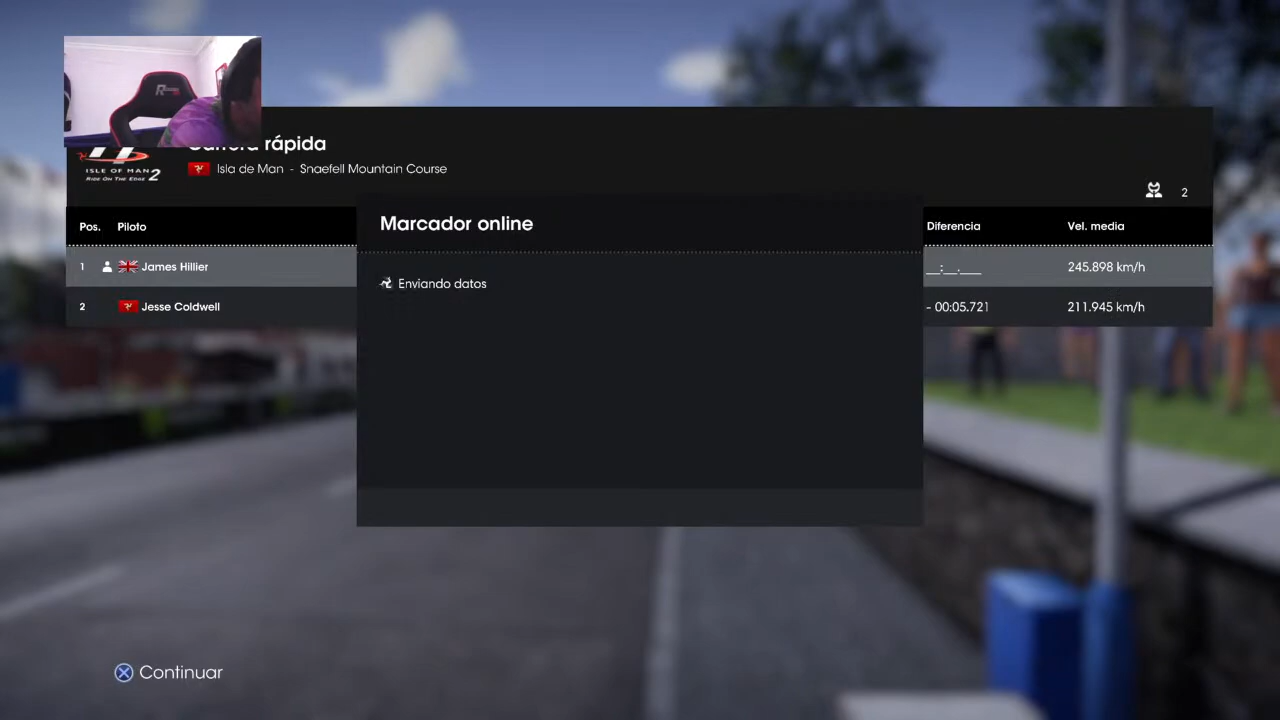 Carrera rápida
ISLE OF MAN
RIDE ON THE EDGE 2
Isla de Man - Snaefell Mountain Course
2
Pos. Piloto Diferencia Vel. media
1 James Hillier __:__.___ 245.898 km/h
2 Jesse Coldwell - 00:05.721 211.945 km/h
Marcador online
Enviando datos
Continuar